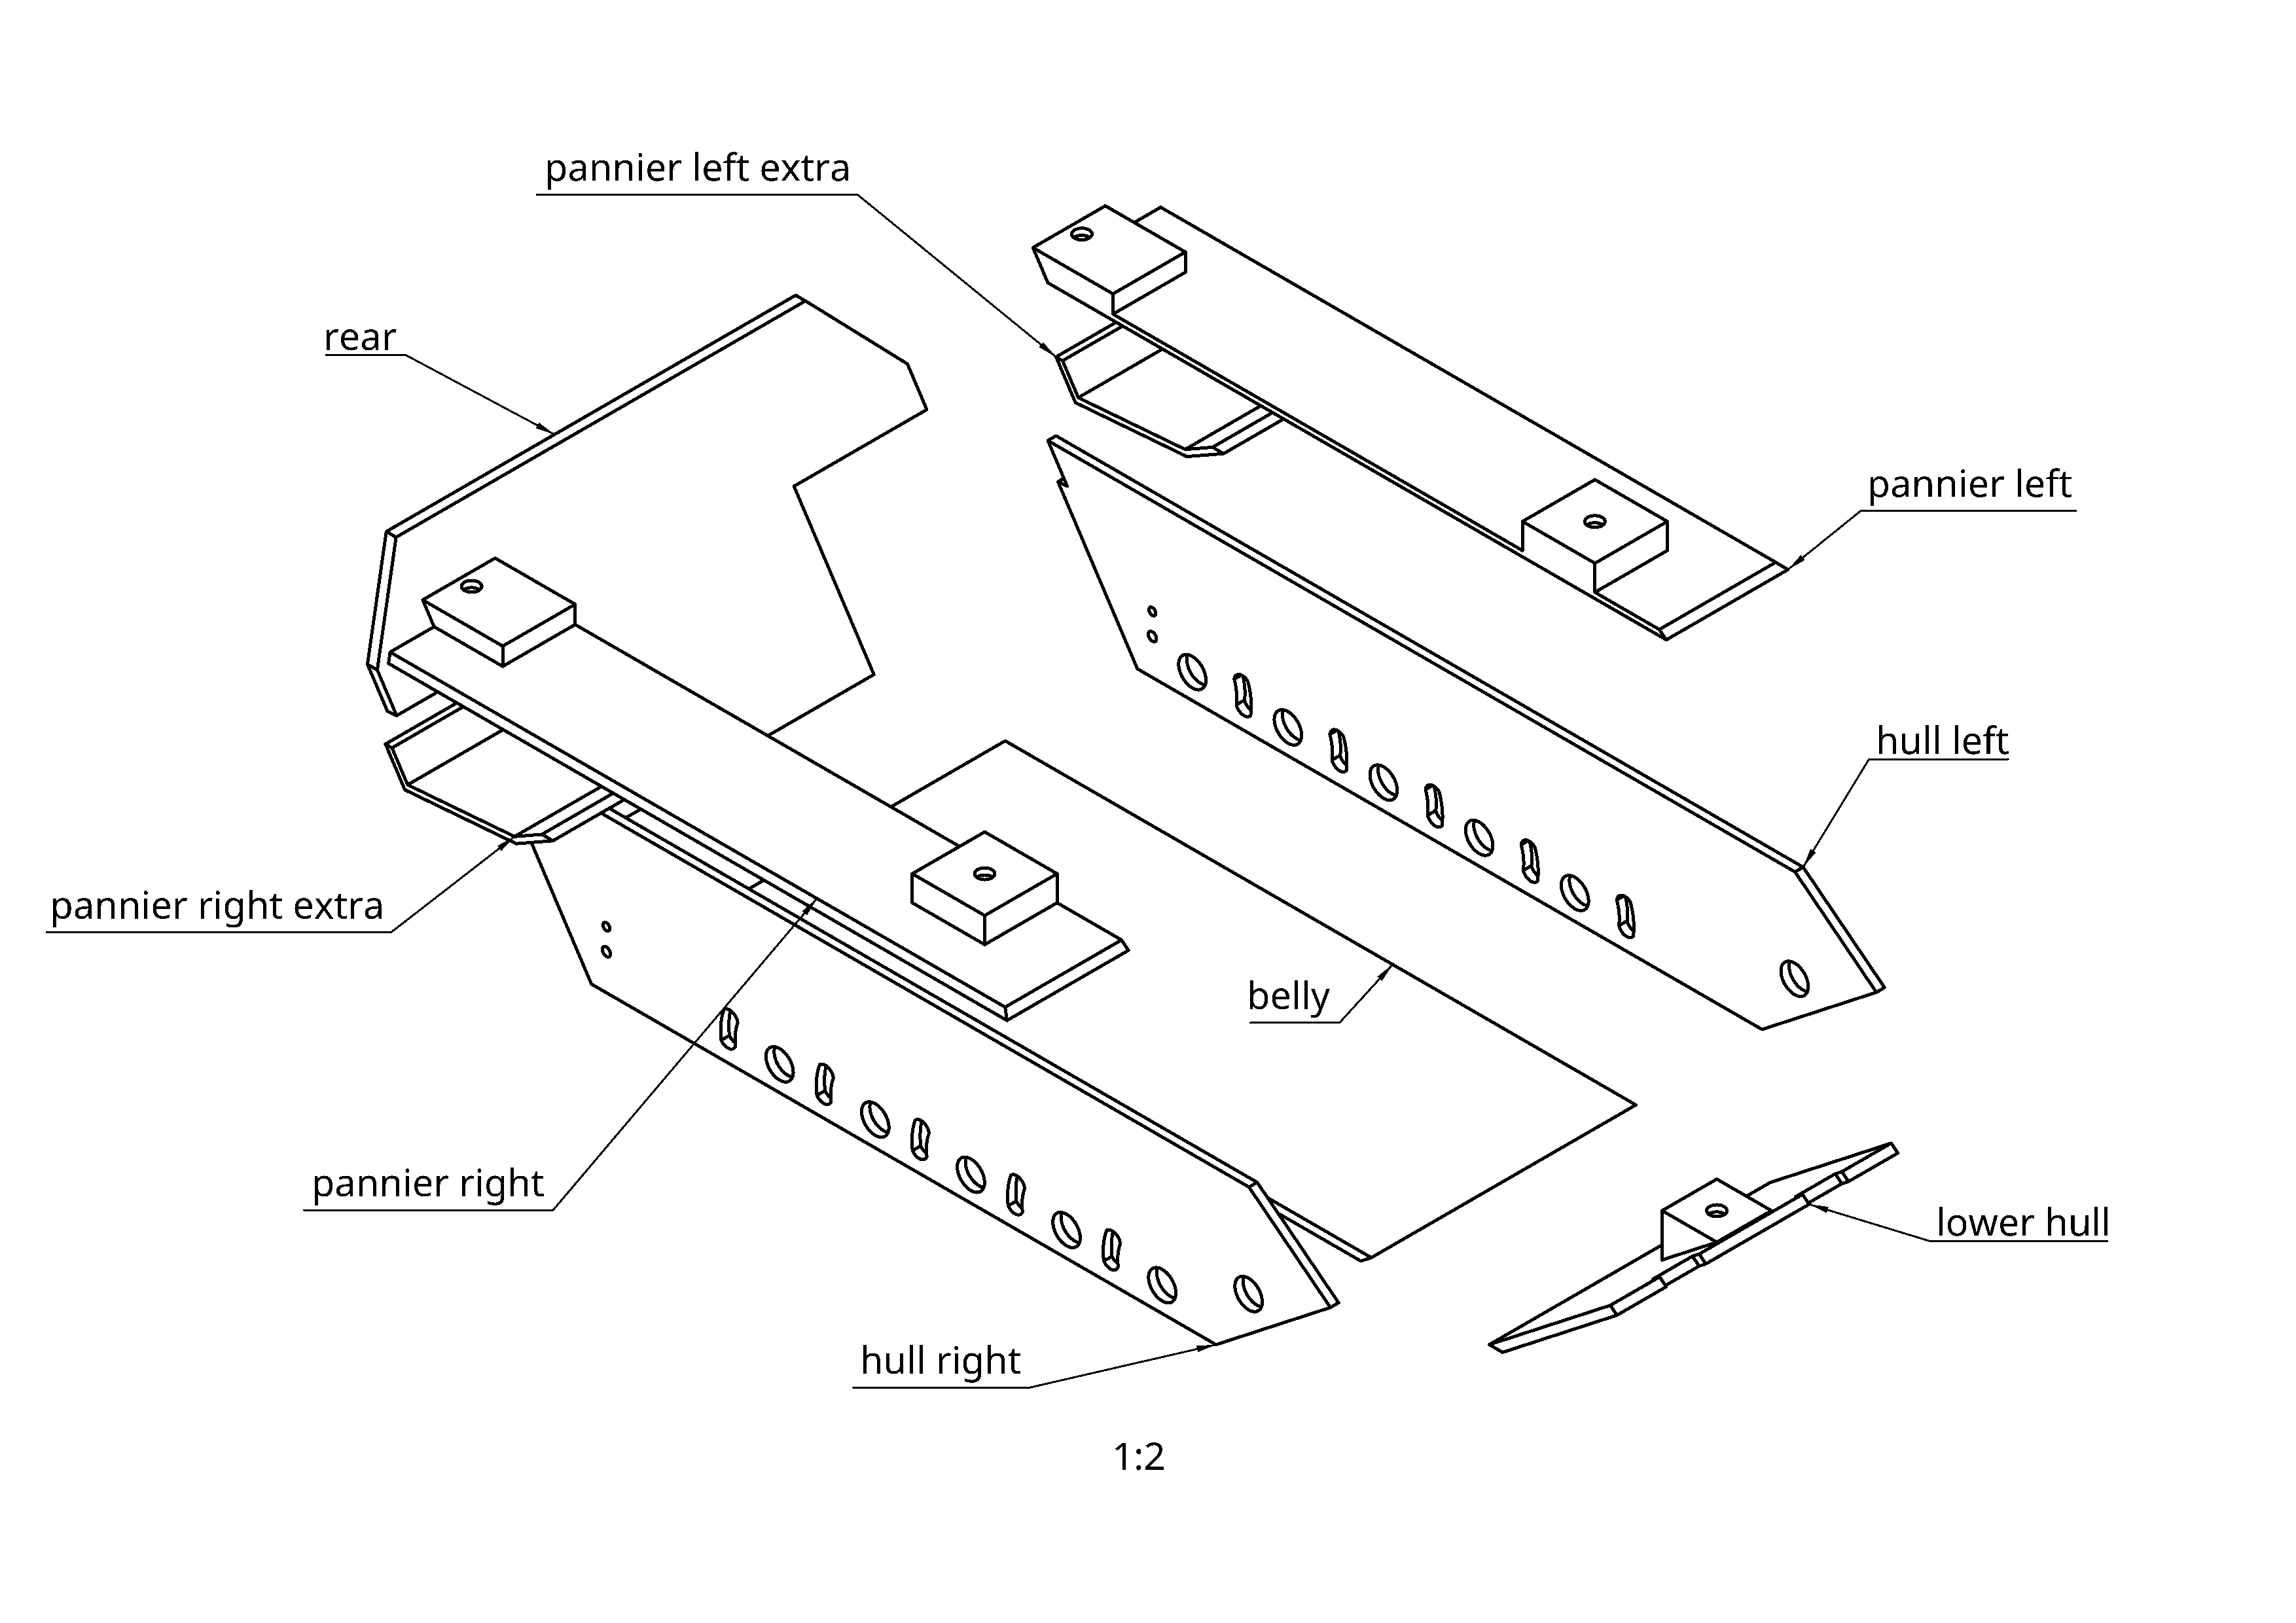 pannier left extra
rear
pannier left
hull left
pannier right extra
belly
pannier right
lower hull
hull right
1:2